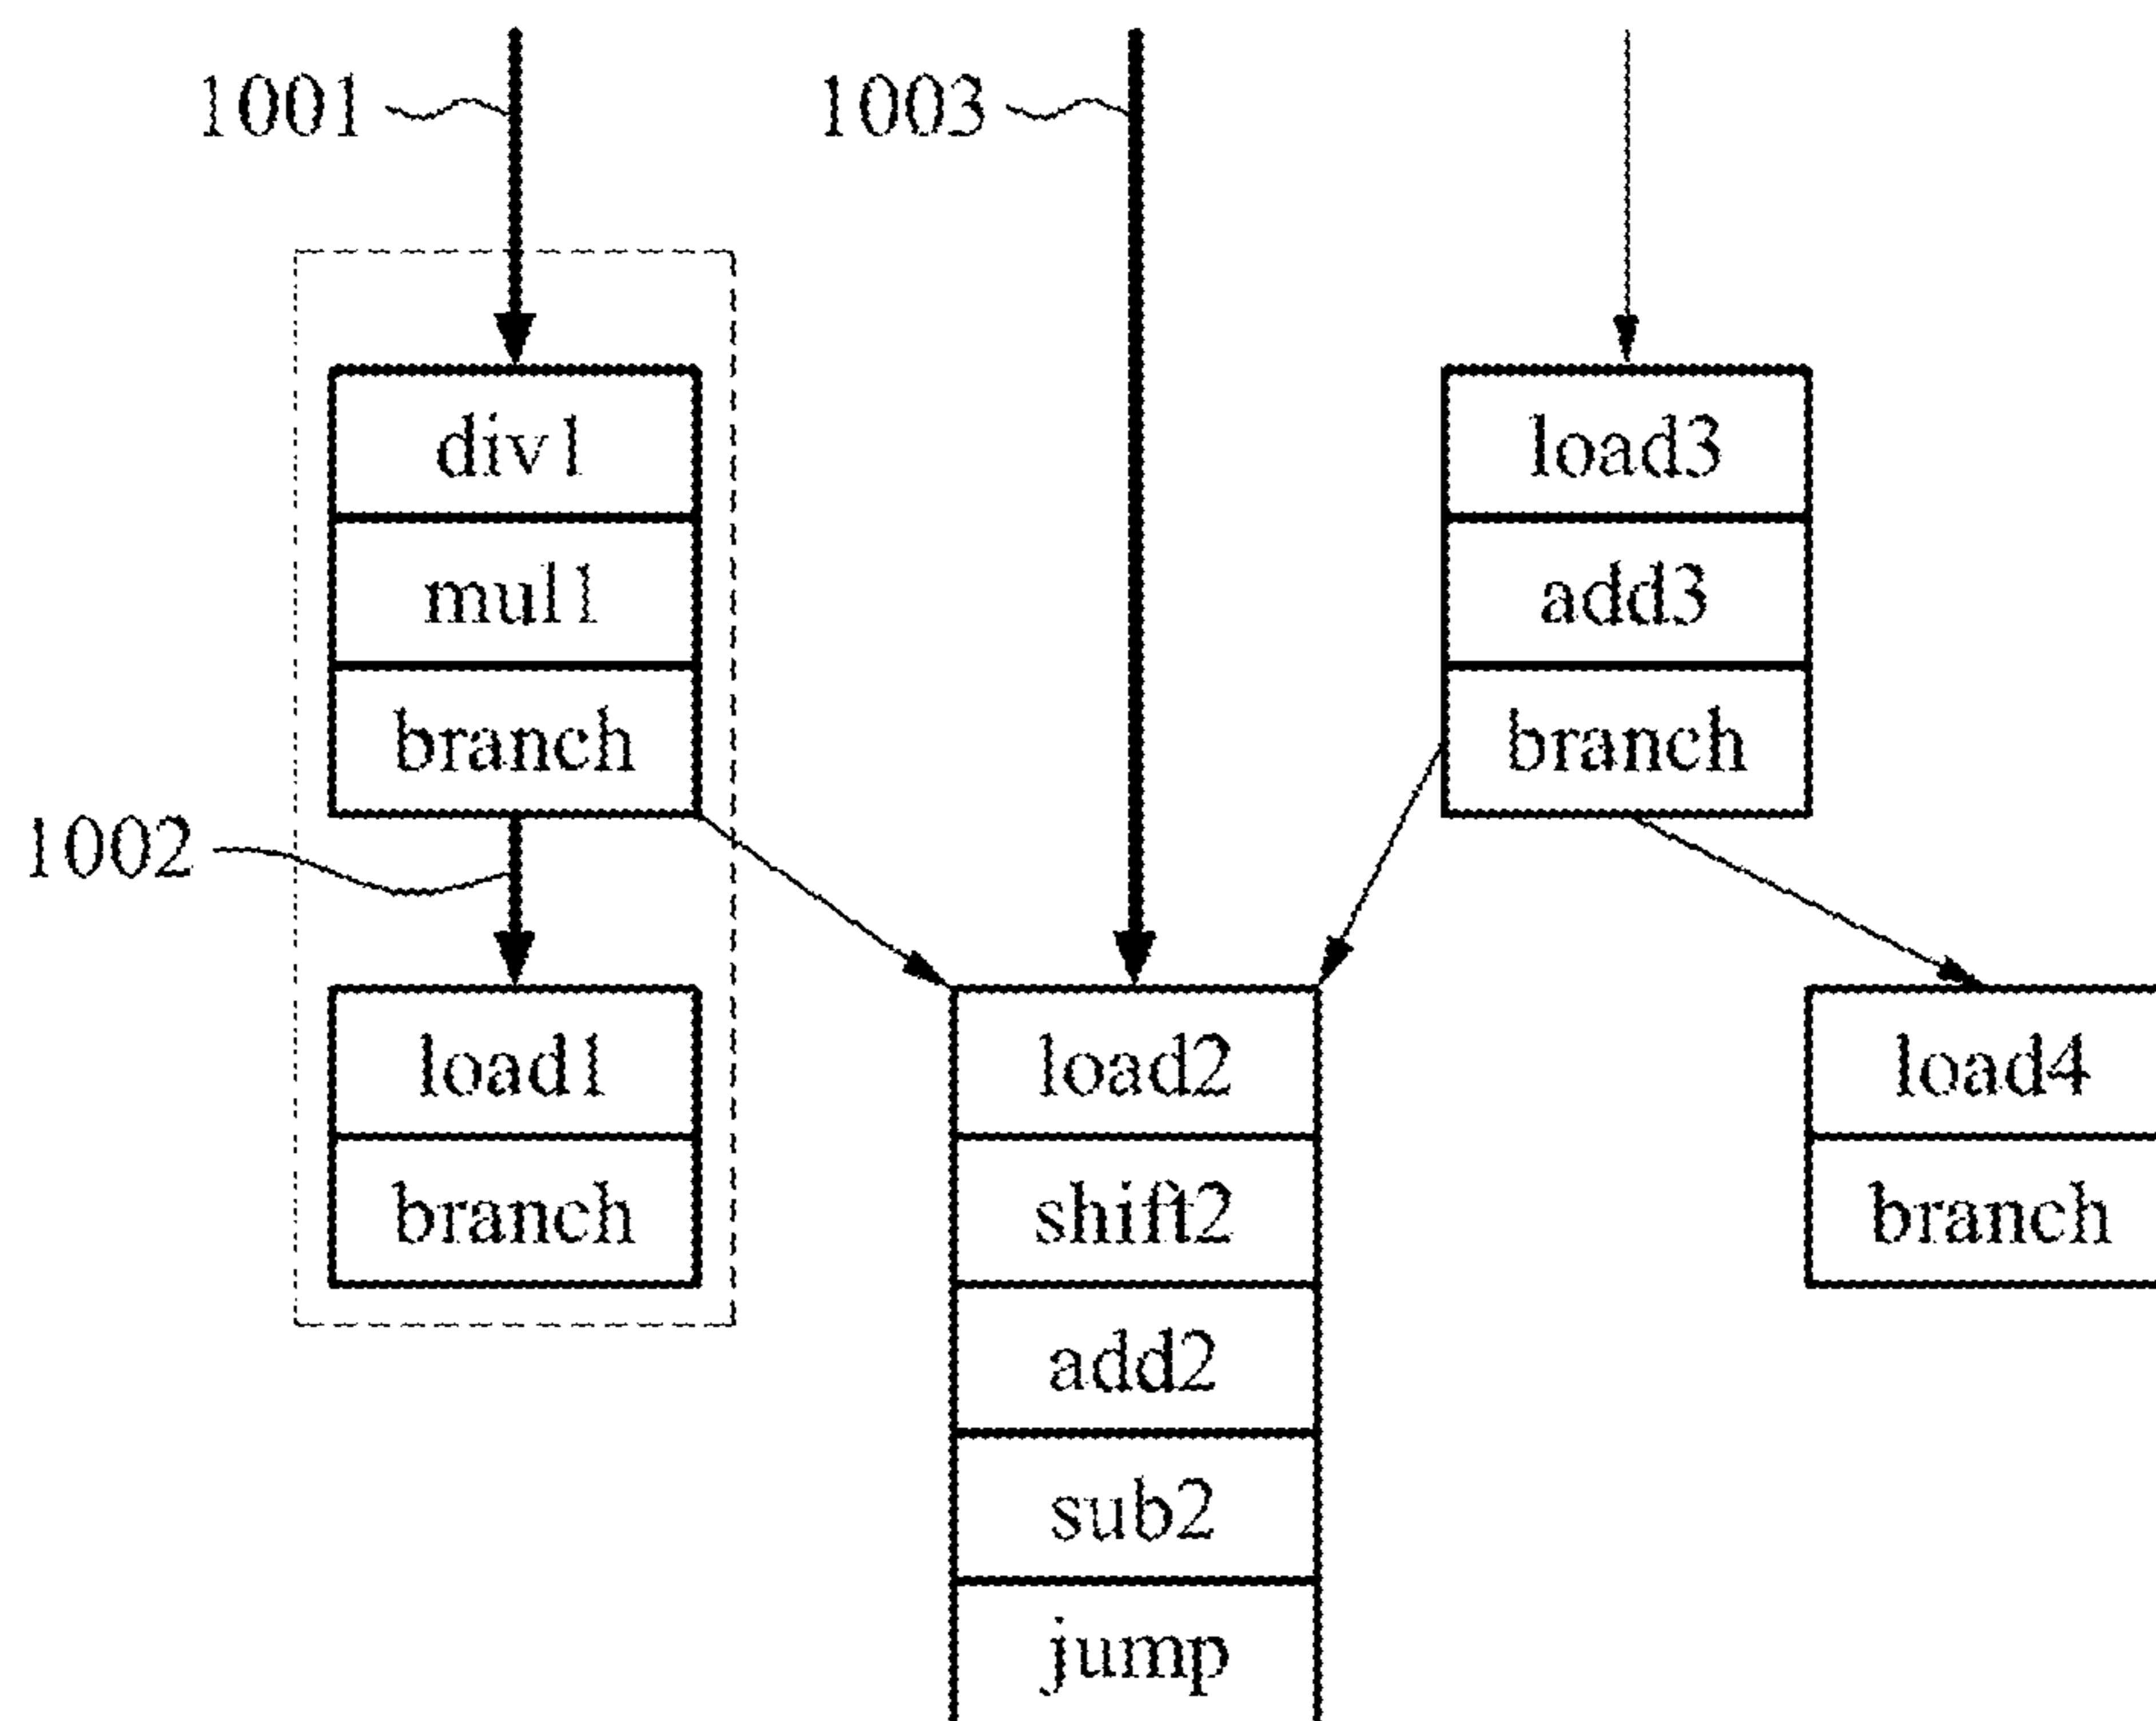 1001
1003
div1
mul1
branch
load3
add3
branch
1002
load1
branch
load2
shift2
add2
sub2
jump
load4
branch